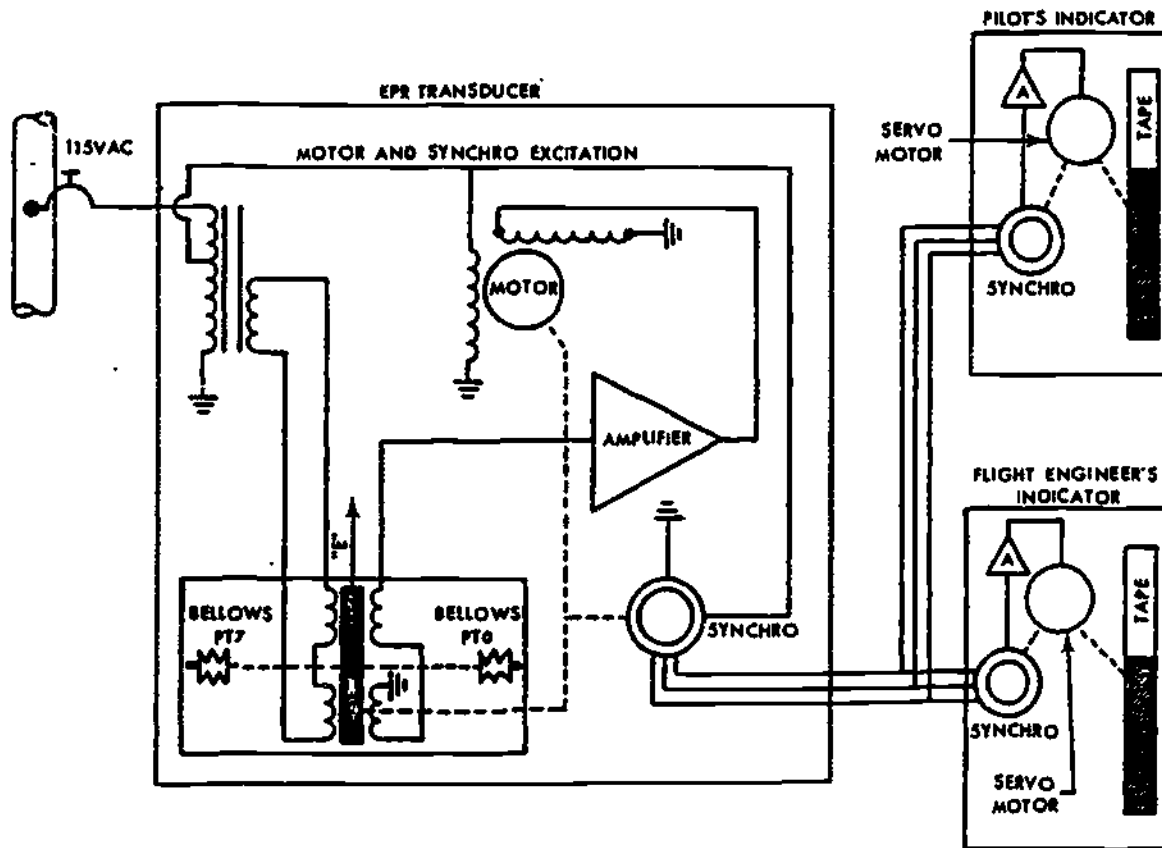 PILOT'S INDICATOR
A
TAPE
SERVO
MOTOR
SYNCHRO
EPR TRANSDUCER
115VAC
MOTOR AND SYNCHRO EXCITATION
MOTOR
AMPLIFIER
"E"
BELLOWS
PT7
BELLOWS
PT0
SYNCHRO
FLIGHT ENGINEER'S
INDICATOR
A
TAPE
SYNCHRO
SERVO
MOTOR